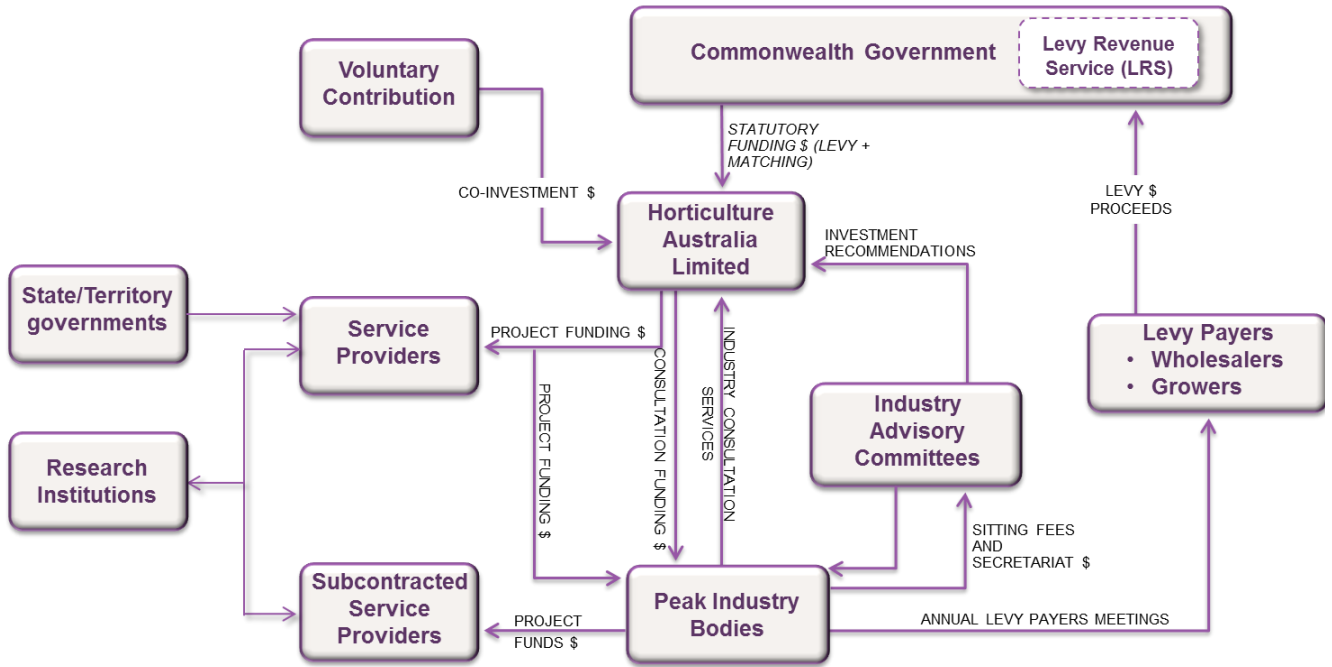 Commonwealth Government
Levy Revenue
Service (LRS)
Voluntary
Contribution
STATUTORY
FUNDING $ (LEVY +
MATCHING)
CO-INVESTMENT $
LEVY $
PROCEEDS
Horticulture
Australia
Limited
INVESTMENT
RECOMMENDATIONS
State/Territory
governments
Service
Providers
PROJECT FUNDING $
Levy Payers
• Wholesalers
• Growers
PROJECT FUNDING $
CONSULTATION FUNDING $
INDUSTRY CONSULTATION
SERVICES
Industry
Advisory
Committees
Research
Institutions
SITTING FEES
AND
SECRETARIAT $
Subcontracted
Service
Providers
PROJECT
FUNDS $
Peak Industry
Bodies
ANNUAL LEVY PAYERS MEETINGS